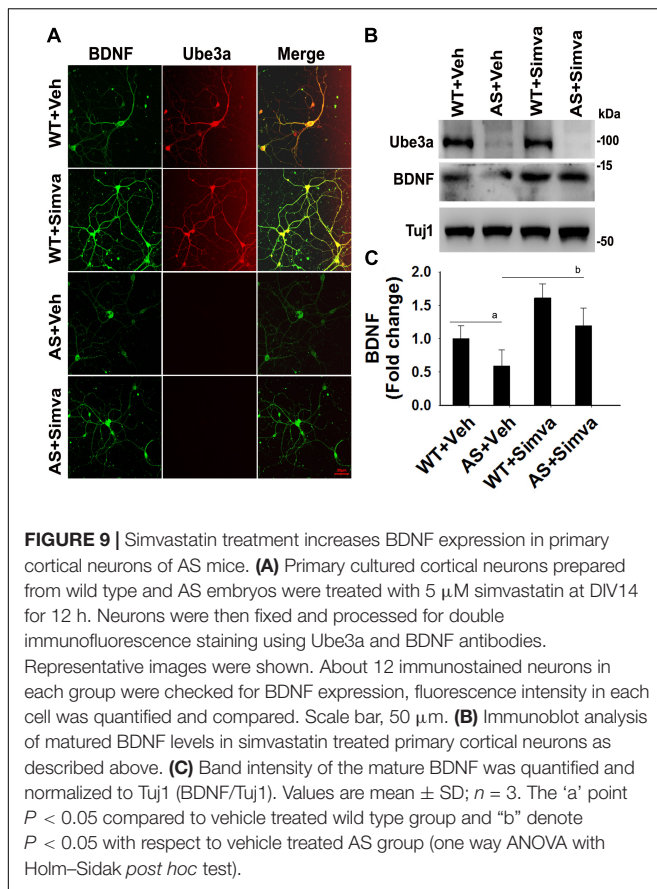 A
BDNF Ube3a Merge
WT+Veh
WT+Simva
AS+Veh
AS+Simva
B
WT+Veh AS+Veh WT+Simva AS+Simva
kDa
Ube3a -100
-15
BDNF
Tuj1
-50
C
BDNF
(Fold change)
2.0
1.5
1.0
0.5
0.0
a
b
WT+Veh AS+Veh WT+Simva AS+Simva
FIGURE 9 | Simvastatin treatment increases BDNF expression in primary
cortical neurons of AS mice. (A) Primary cultured cortical neurons prepared
from wild type and AS embryos were treated with 5 μM simvastatin at DIV14
for 12 h. Neurons were then fixed and processed for double
immunofluorescence staining using Ube3a and BDNF antibodies.
Representative images were shown. About 12 immunostained neurons in
each group were checked for BDNF expression, fluorescence intensity in each
cell was quantified and compared. Scale bar, 50 μm. (B) Immunoblot analysis
of matured BDNF levels in simvastatin treated primary cortical neurons as
described above. (C) Band intensity of the mature BDNF was quantified and
normalized to Tuj1 (BDNF/Tuj1). Values are mean ± SD; n = 3. The ‘a’ point
P < 0.05 compared to vehicle treated wild type group and “b” denote
P < 0.05 with respect to vehicle treated AS group (one way ANOVA with
Holm–Sidak post hoc test).